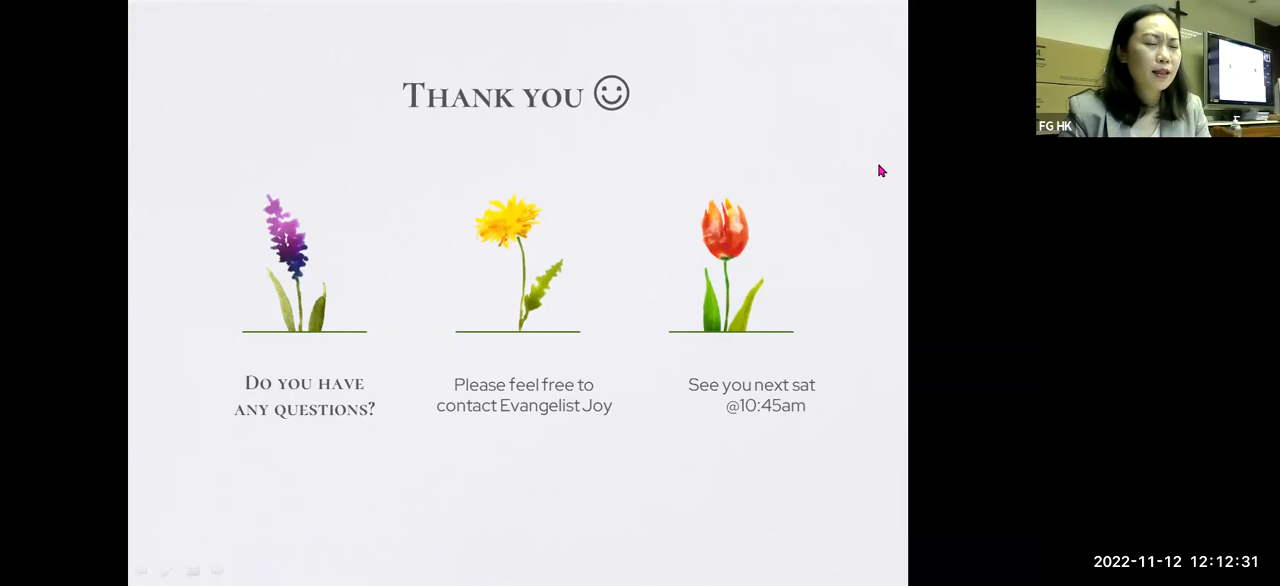 Thank you
Do you have
any questions?
Please feel free to
contact Evangelist Joy
See you next sat
@10:45am
FG HK
2022-11-12 12:12:31